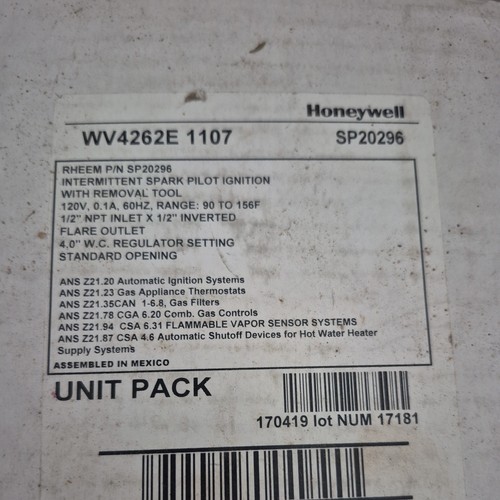 Honeywell
WV4262E 1107 SP20296
RHEEM P/N SP20296
INTERMITTENT SPARK PILOT IGNITION
WITH REMOVAL TOOL
120V, 0.1A, 60HZ, RANGE: 90 TO 156F
1/2" NPT INLET X 1/2" INVERTED
FLARE OUTLET
4.0" W.C. REGULATOR SETTING
STANDARD OPENING
ANS Z21.20 Automatic Ignition Systems
ANS Z21.23 Gas Appliance Thermostats
ANS Z21.35CAN 1-6.8, Gas Filters
ANS Z21.78 CGA 6.20 Comb. Gas Controls
ANS Z21.94 CSA 6.31 FLAMMABLE VAPOR SENSOR SYSTEMS
ANS Z21.87 CSA 4.6 Automatic Shutoff Devices for Hot Water Heater
Supply Systems
ASSEMBLED IN MEXICO
UNIT PACK
170419 lot NUM 17181